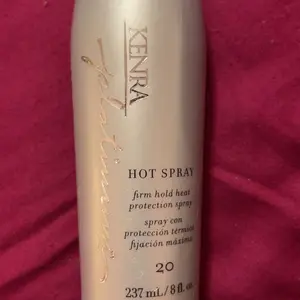 KENRA
platinum
HOT SPRAY
firm hold heat
protection spray
spray con
protección térmica
fijación máxima
20
237 mL/8 fl. oz